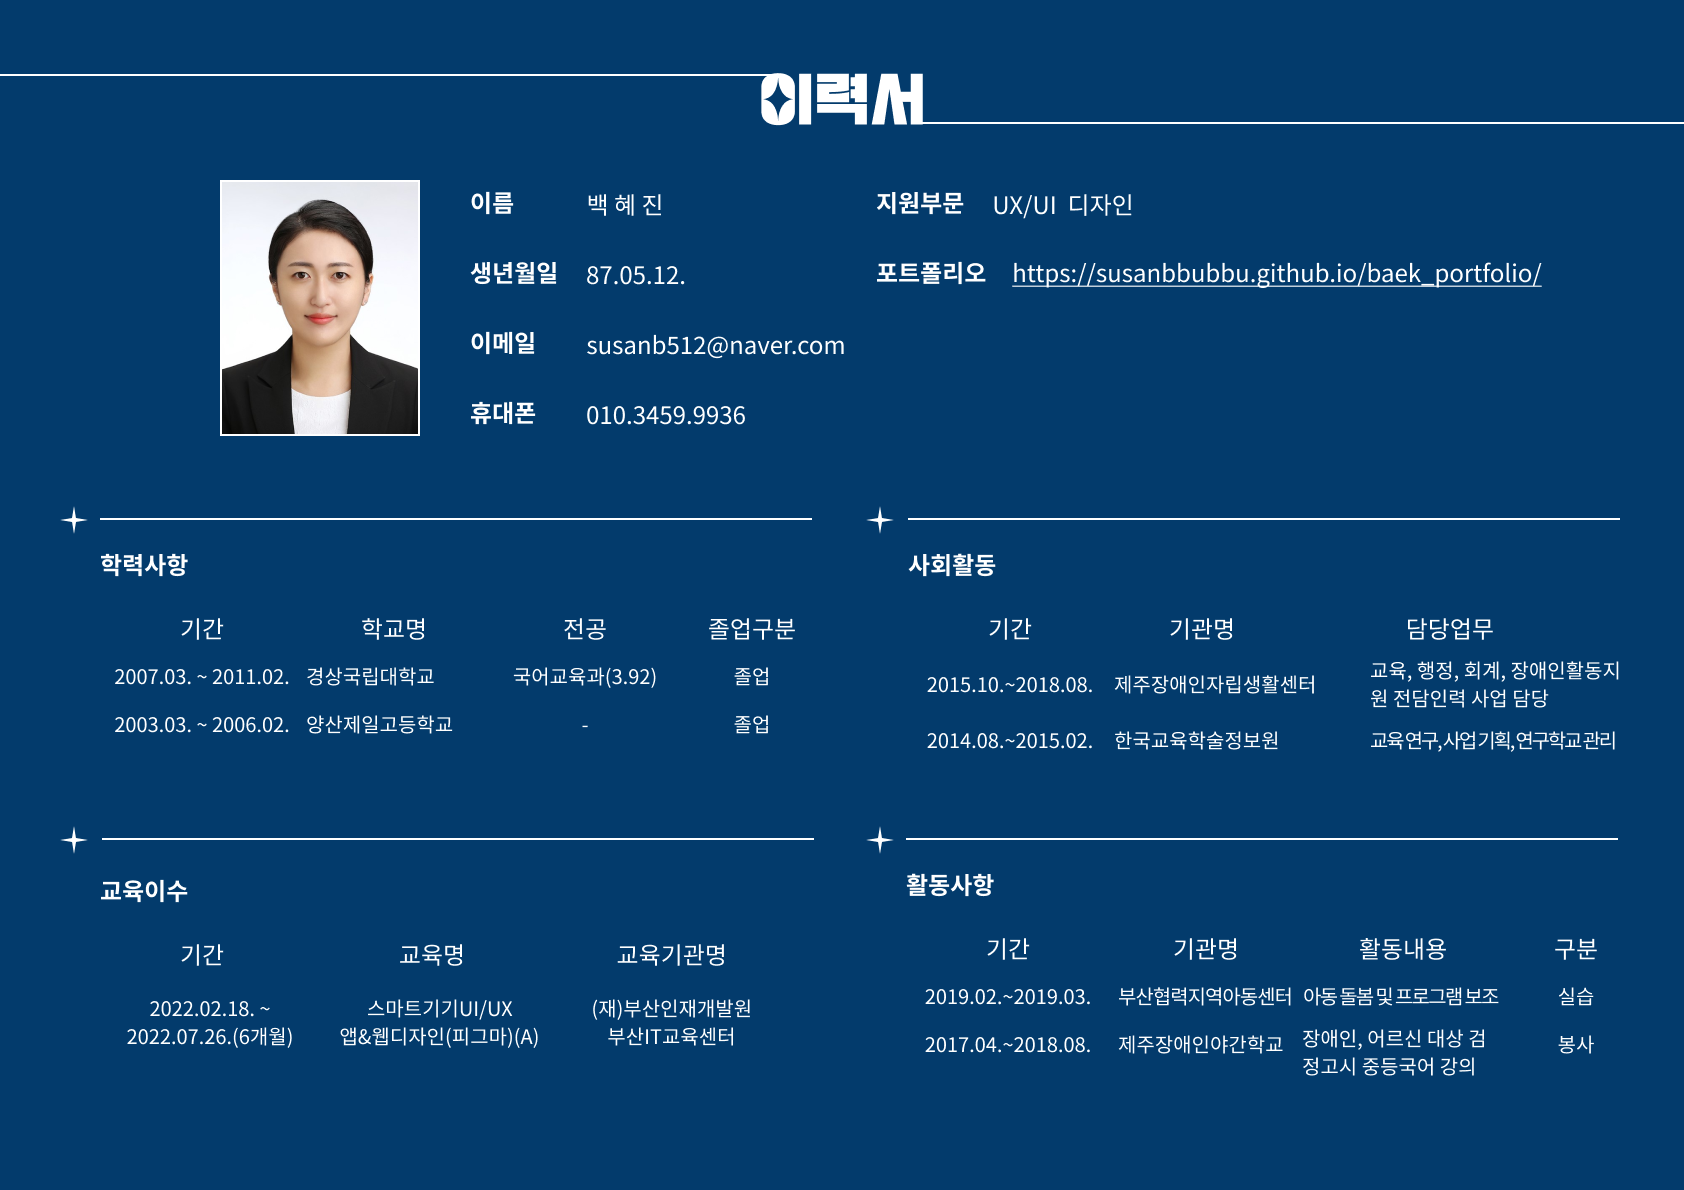 이력서
이름 백 혜 진
생년월일 87.05.12.
이메일 susanb512@naver.com
휴대폰 010.3459.9936
지원부문 UX/UI 디자인
포트폴리오 https://susanbbubbu.github.io/baek_portfolio/
학력사항
기간 학교명 전공 졸업구분
2007.03. ~ 2011.02. 경상국립대학교 국어교육과(3.92) 졸업
2003.03. ~ 2006.02. 양산제일고등학교 - 졸업
사회활동
기간 기관명 담당업무
2015.10.~2018.08. 제주장애인자립생활센터 교육, 행정, 회계, 장애인활동지
원 전담인력 사업 담당
2014.08.~2015.02. 한국교육학술정보원 교육연구,사업기획,연구학교관리
교육이수
기간 교육명 교육기관명
2022.02.18. ~ 스마트기기UI/UX (재)부산인재개발원
2022.07.26.(6개월) 앱&웹디자인(피그마)(A) 부산IT교육센터
활동사항
기간 기관명 활동내용 구분
2019.02.~2019.03. 부산협력지역아동센터 아동돌봄및프로그램보조 실습
2017.04.~2018.08. 제주장애인야간학교 장애인, 어르신 대상 검 봉사
정고시 중등국어 강의